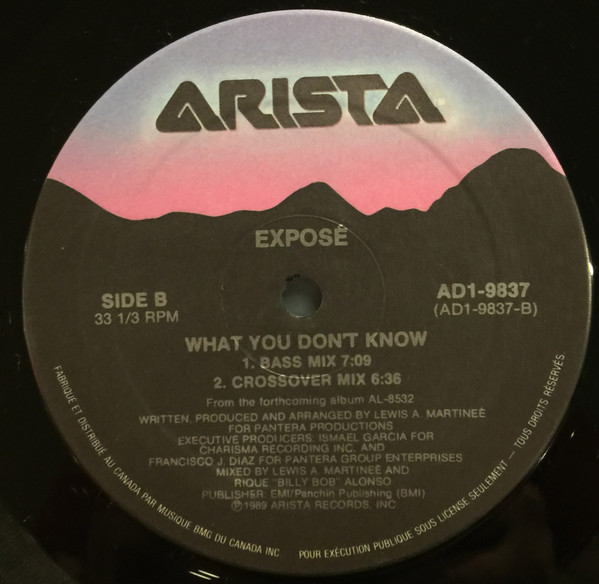 ARISTA
EXPOSÉ
SIDE B
33 1/3 RPM
AD1-9837
(AD1-9837-B)
WHAT YOU DON'T KNOW
1. BASS MIX 7:09
2. CROSSOVER MIX 6:36
From the forthcoming album AL-8532
WRITTEN, PRODUCED AND ARRANGED BY LEWIS A. MARTINEÉ
FOR PANTERA PRODUCTIONS
EXECUTIVE PRODUCERS: ISMAEL GARCIA FOR
CHARISMA RECORDING INC. AND
FRANCISCO J. DIAZ FOR PANTERA GROUP ENTERPRISES
MIXED BY LEWIS A. MARTINEÉ AND
RIQUE "BILLY BOB" ALONSO
PUBLISHER: EMI/Panchin Publishing (BMI)
Ⓟ1989 ARISTA RECORDS, INC
FABRIQUÉ ET DISTRIBUÉ AU CANADA PAR MUSIQUE BMG DU CANADA INC POUR EXÉCUTION PUBLIQUE SOUS LICENSE SEULEMENT — TOUS DROITS RÉSERVÉS